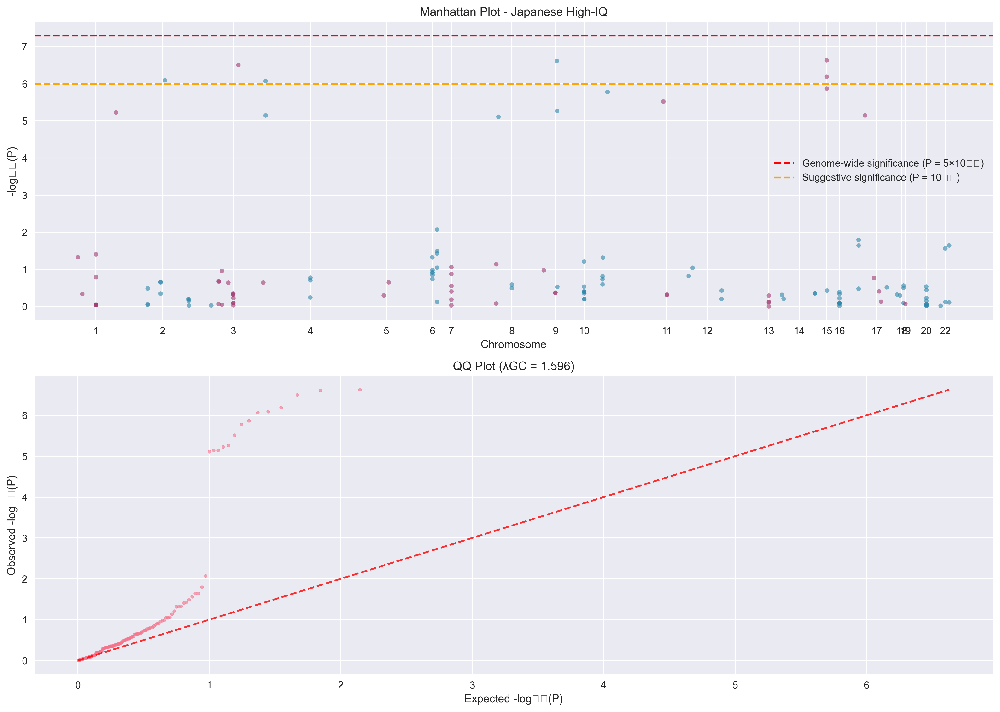 Manhattan Plot - Japanese High-IQ
7
6
5
4
3
2
1
0
-log□□(P)
Genome-wide significance (P = 5×10□□)
Suggestive significance (P = 10□□)
1 2 3 4 5 6 7 8 9 10 11 12 13 14 15 16 17 18 19 20 22
Chromosome
QQ Plot (λGC = 1.596)
6
5
4
3
2
1
0
Observed -log□□(P)
0 1 2 3 4 5 6
Expected -log□□(P)